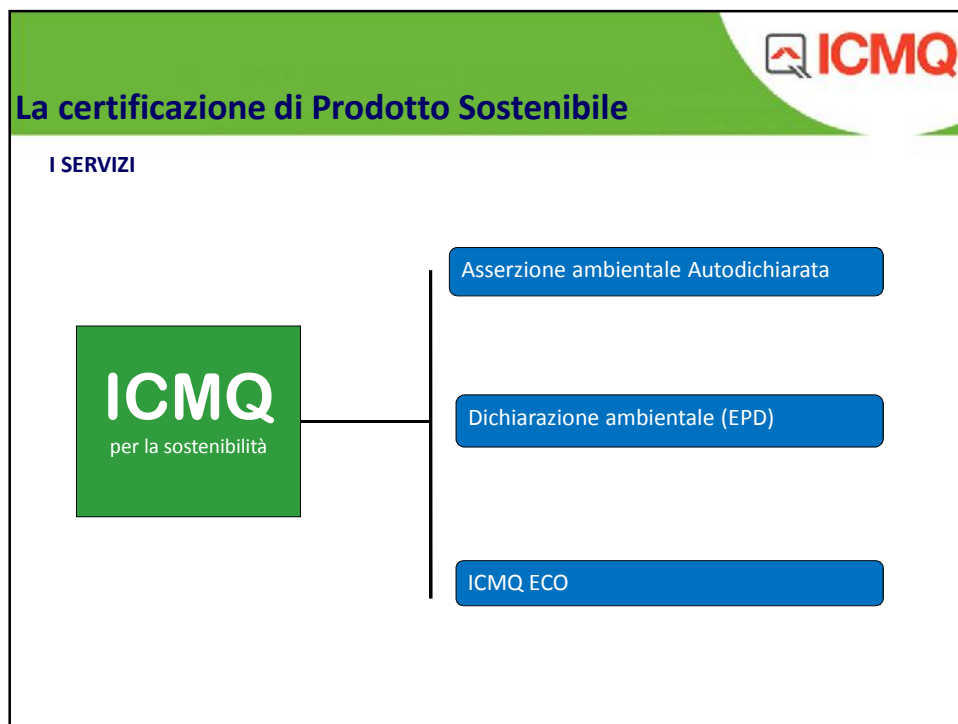 ICMQ
La certificazione di Prodotto Sostenibile
I SERVIZI
Asserzione ambientale Autodichiarata
ICMQ
per la sostenibilità
Dichiarazione ambientale (EPD)
ICMQ ECO